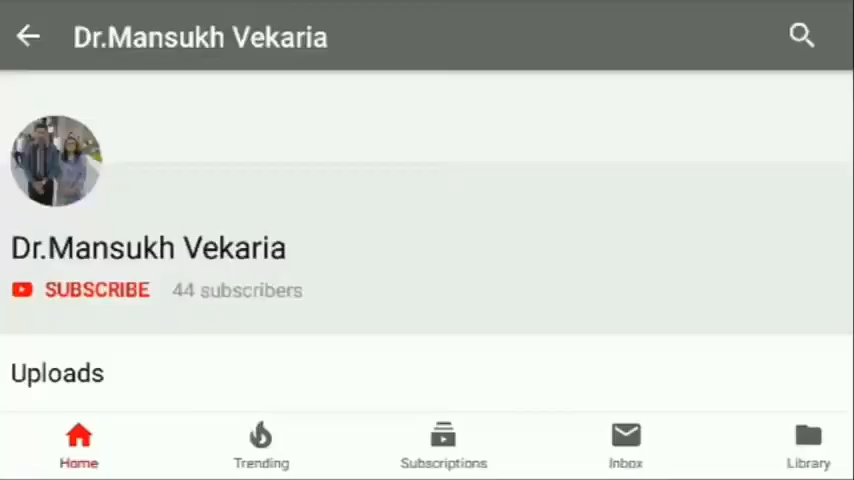 Dr.Mansukh Vekaria
Dr.Mansukh Vekaria
SUBSCRIBE 44 subscribers
Uploads
Home Trending Subscriptions Inbox Library